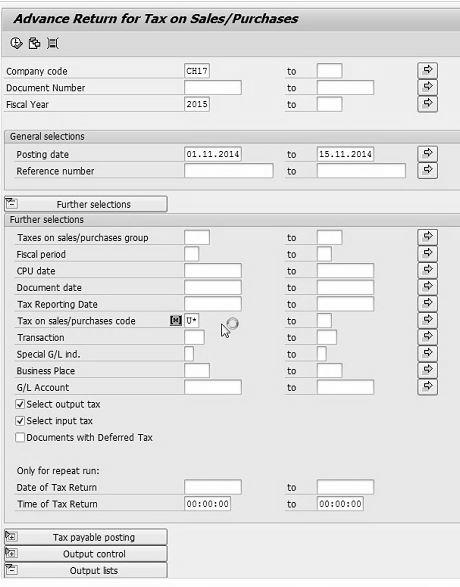 Advance Return for Tax on Sales/Purchases
Company code CH17 to
Document Number to
Fiscal Year 2015 to
General selections
Posting date 01.11.2014 to 15.11.2014
Reference number to
Further selections
Further selections
Taxes on sales/purchases group to
Fiscal period to
CPU date to
Document date to
Tax Reporting Date to
Tax on sales/purchases code U* to
Transaction to
Special G/L ind. to
Business Place to
G/L Account to
Select output tax
Select input tax
Documents with Deferred Tax
Only for repeat run:
Date of Tax Return to
Time of Tax Return 00:00:00 to 00:00:00
Tax payable posting
Output control
Output lists